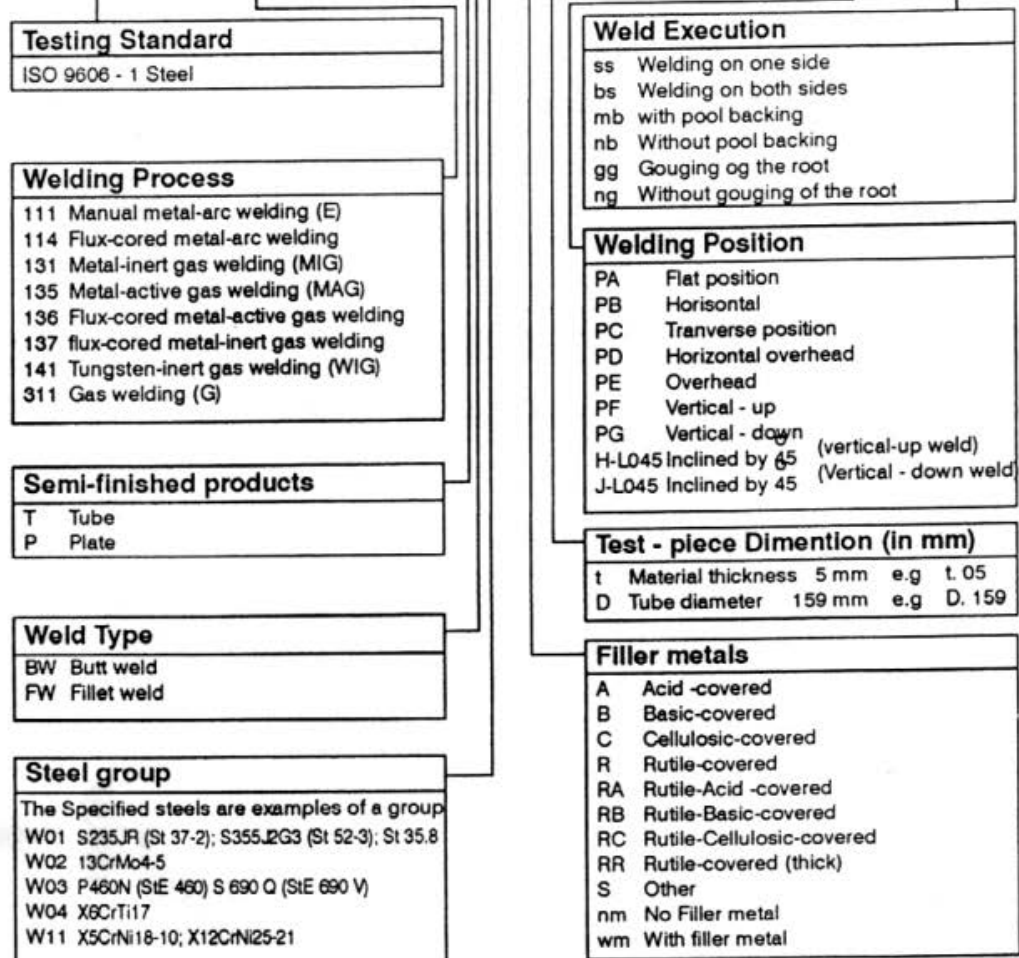 Testing Standard
ISO 9606 - 1 Steel
Welding Process
111 Manual metal-arc welding (E)
114 Flux-cored metal-arc welding
131 Metal-inert gas welding (MIG)
135 Metal-active gas welding (MAG)
136 Flux-cored metal-active gas welding
137 flux-cored metal-inert gas welding
141 Tungsten-inert gas welding (WIG)
311 Gas welding (G)
Semi-finished products
T Tube
P Plate
Weld Type
BW Butt weld
FW Fillet weld
Steel group
The Specified steels are examples of a group
W01 S235JR (St 37-2); S355J2G3 (St 52-3); St 35.8
W02 13CrMo4-5
W03 P460N (StE 460) S 690 Q (StE 690 V)
W04 X6CrTi17
W11 X5CrNi18-10; X12CrNi25-21
Weld Execution
ss Welding on one side
bs Welding on both sides
mb with pool backing
nb Without pool backing
gg Gouging og the root
ng Without gouging of the root
Welding Position
PA Flat position
PB Horisontal
PC Tranverse position
PD Horizontal overhead
PE Overhead
PF Vertical - up
PG Vertical - down
H-L045 Inclined by 45 (vertical-up weld)
J-L045 Inclined by 45 (Vertical - down weld)
Test - piece Dimention (in mm)
t Material thickness 5 mm e.g t. 05
D Tube diameter 159 mm e.g D. 159
Filler metals
A Acid -covered
B Basic-covered
C Cellulosic-covered
R Rutile-covered
RA Rutile-Acid -covered
RB Rutile-Basic-covered
RC Rutile-Cellulosic-covered
RR Rutile-covered (thick)
S Other
nm No Filler metal
wm With filler metal